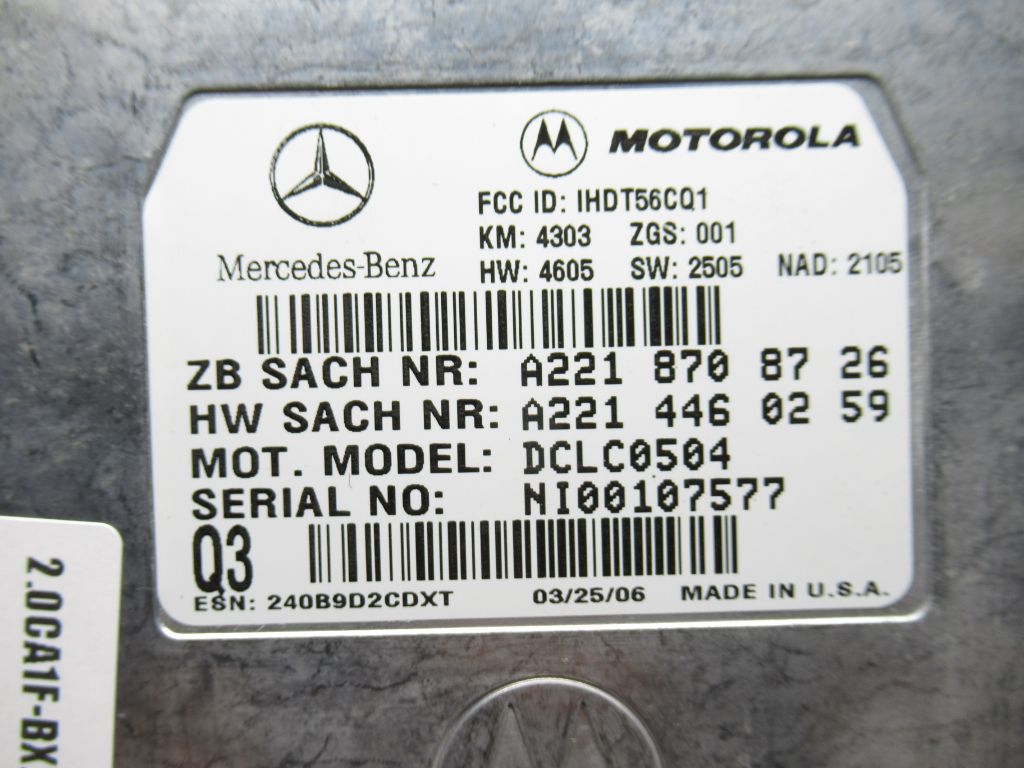 MOTOROLA
FCC ID: IHDT56CQ1
KM: 4303 ZGS: 001
Mercedes-Benz HW: 4605 SW: 2505 NAD: 2105
ZB SACH NR: A221 870 87 26
HW SACH NR: A221 446 02 59
MOT. MODEL: DCLC0504
SERIAL NO: NI00107577
Q3
ESN: 240B9D2CDXT 03/25/06 MADE IN U.S.A.
2.0CA1F-BX